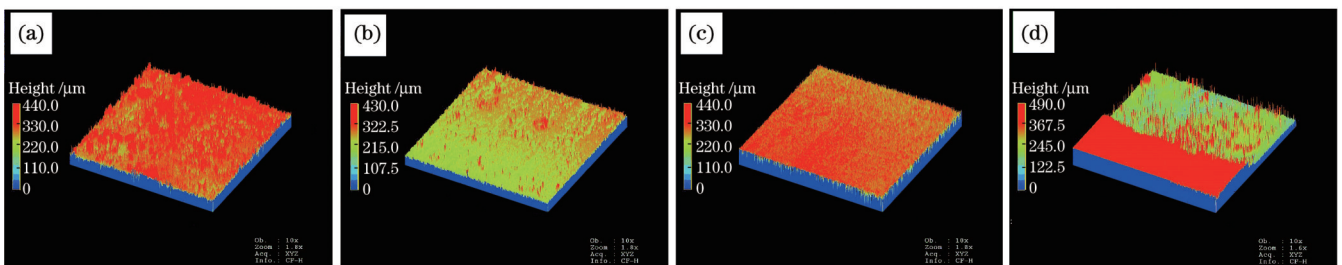 (a)
Height /μm
440.0
330.0
220.0
110.0
0
Ob. : 10x
Zoom : 1.8x
Acq. : XYZ
Info. : CF-H
(b)
Height /μm
430.0
322.5
215.0
107.5
0
10x
1.8x
Acq. : XYZ
Info. : CF-H
(c)
Height /μm
440.0
330.0
220.0
110.0
0
Ob. : 10x
Zoom : 1.8x
Acq. : XYZ
Info. : CF-H
(d)
Height /μm
490.0
367.5
245.0
122.5
0
Ob. : 10x
Zoom : 1.6x
Acq. : XYZ
Info. : CF-H